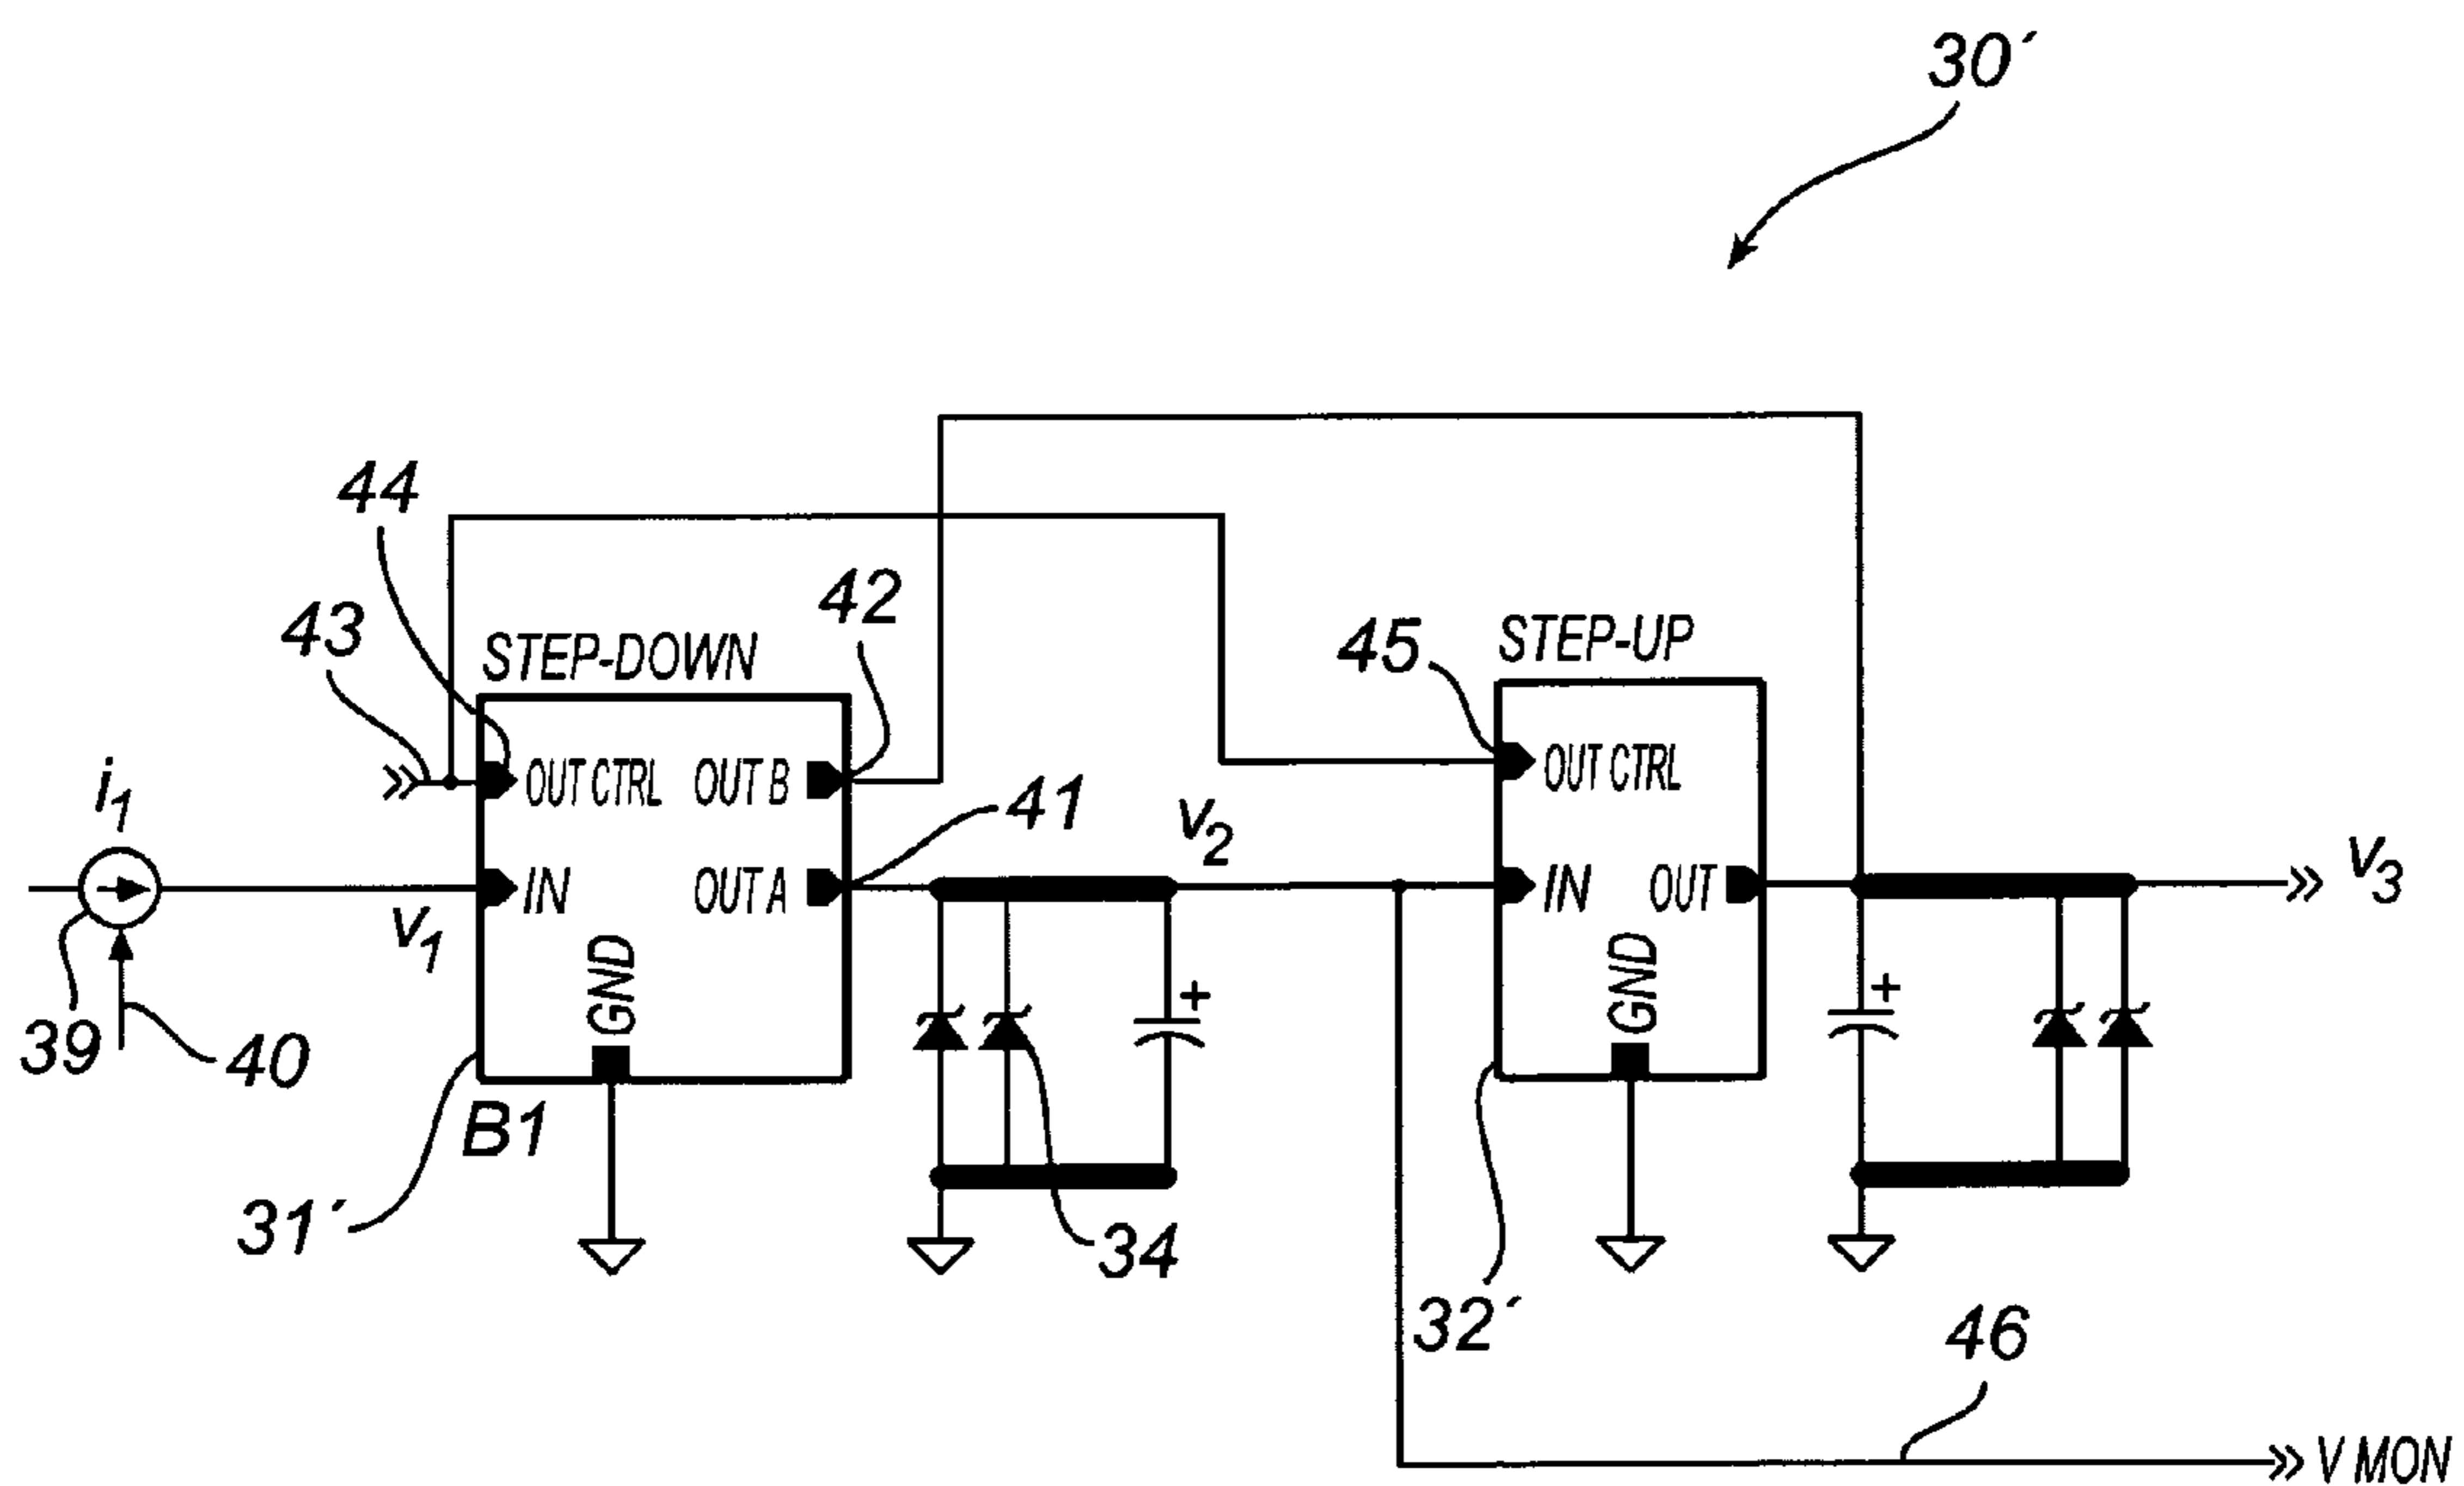 30´
44
42
43
STEP-DOWN
45
STEP-UP
OUT CTRL
OUT B
OUT CTRL
i1
41
v2
v3
IN
OUT A
IN
OUT
v1
GND
GND
+
+
39
40
B1
31´
34
32´
46
V MON